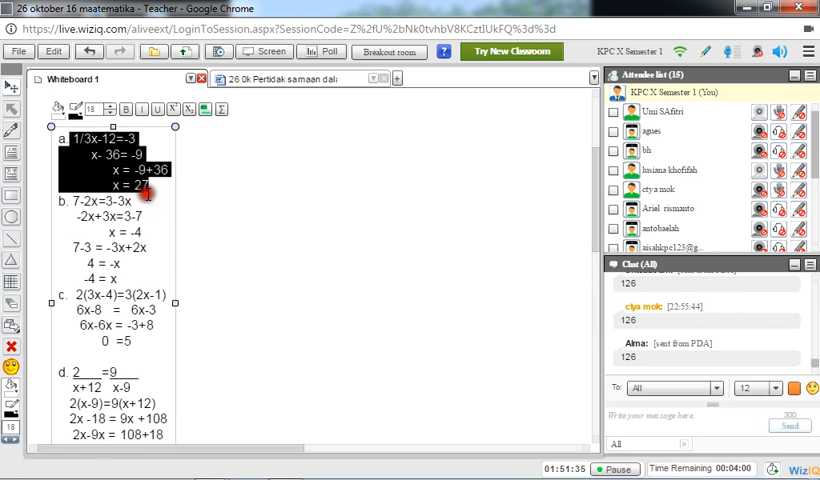 26 oktober 16 maatematika - Teacher - Google Chrome
https://live.wiziq.com/aliveext/LoginToSession.aspx?SessionCode=Z%2fU%2bNk0tvhbV8KCztIUkFQ%3d%3d
File
Edit
Screen
Poll
Breakout room
?
Try New Classroom
KPC X Semester 1
Whiteboard 1
26 0k Pertidak samaan dala
18
B
I
U
a. 1/3x-12=-3
x- 36= -9
x = -9+36
x = 27
b. 7-2x=3-3x
-2x+3x=3-7
x = -4
7-3 = -3x+2x
4 = -x
-4 = x
c. 2(3x-4)=3(2x-1)
6x-8 = 6x-3
6x-6x = -3+8
0 =5
d. 2 =9
x+12 x-9
2(x-9)=9(x+12)
2x -18 = 9x +108
2x-9x = 108+18
18
Attendee list (15)
KPC X Semester 1 (You)
Umi SAfitri
agues
bh
lusiana khofifah
ctya mok
Ariel rismanto
antobaelah
aisahkpc123@g...
Chat (All)
126
ctya mok: [22:55:44]
126
Alma: [sent from PDA]
126
To:
All
12
Write your message here.
300
Send
All
01:51:35
Pause
Time Remaining 00:04:00
WizIQ